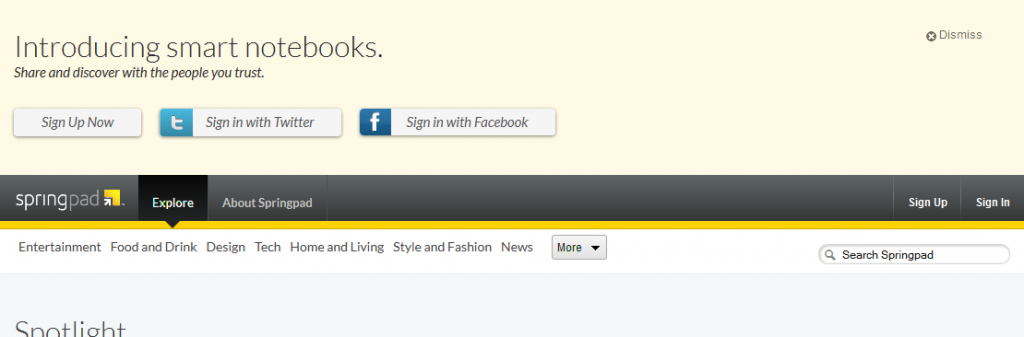 Introducing smart notebooks.
Dismiss
Share and discover with the people you trust.
Sign Up Now
Sign in with Twitter
Sign in with Facebook
springpad Explore About Springpad Sign Up Sign In
Entertainment Food and Drink Design Tech Home and Living Style and Fashion News More
Search Springpad
Spotlight